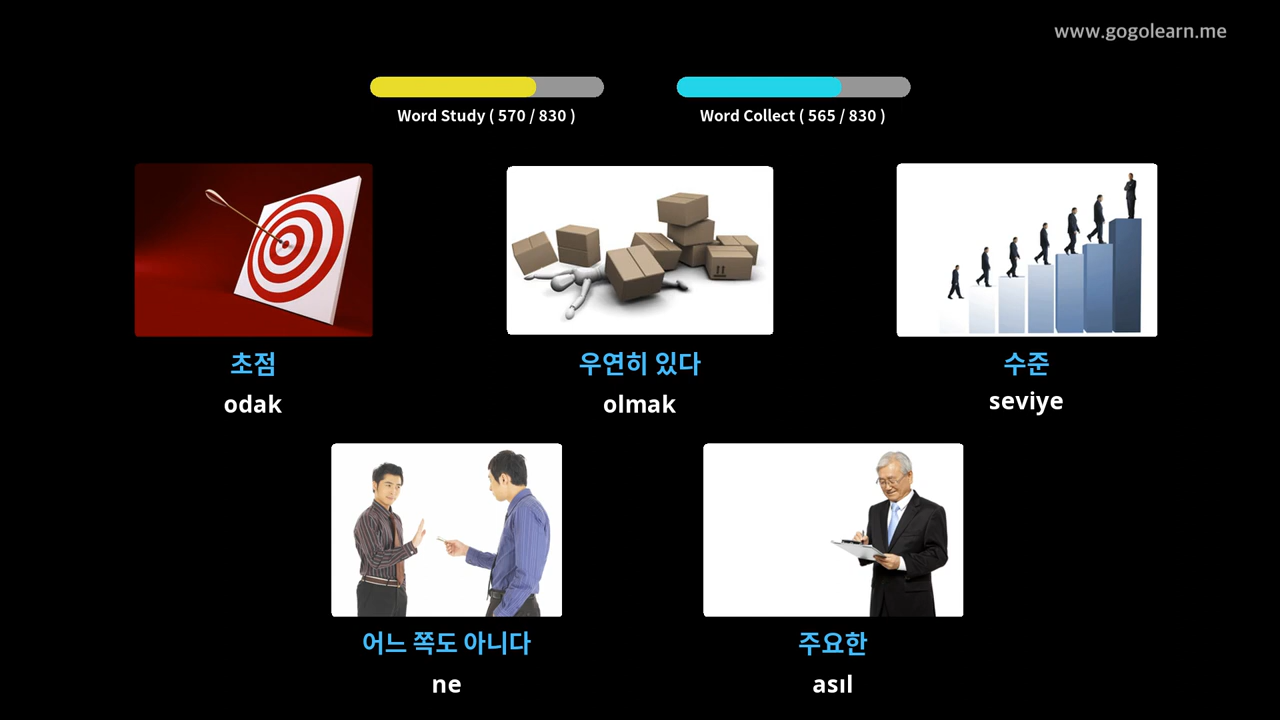 www.gogolearn.me
Word Study ( 570 / 830 )
Word Collect ( 565 / 830 )
초점
우연히 있다
수준
odak
olmak
seviye
어느 쪽도 아니다
주요한
ne
asıl